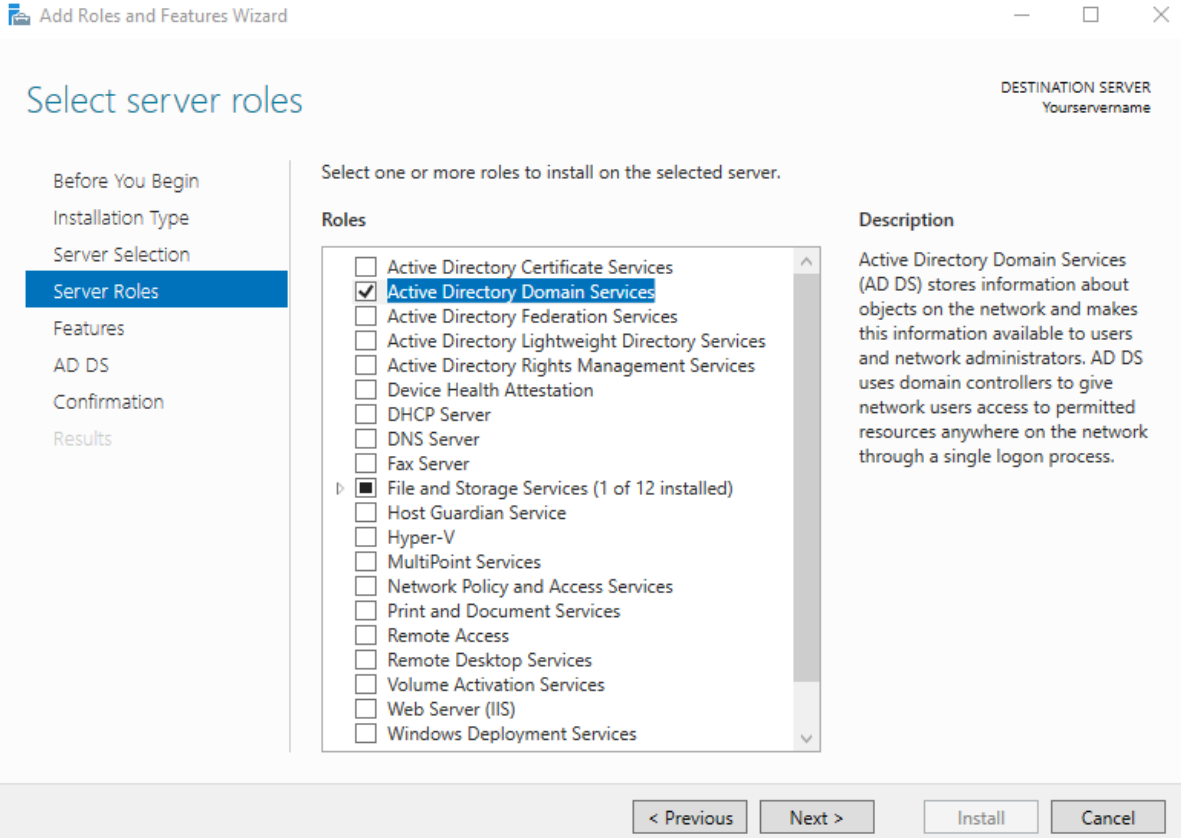 Add Roles and Features Wizard
Select server roles
DESTINATION SERVER
Yourservername
Before You Begin
Installation Type
Server Selection
Server Roles
Features
AD DS
Confirmation
Results
Select one or more roles to install on the selected server.
Roles
Active Directory Certificate Services
Active Directory Domain Services
Active Directory Federation Services
Active Directory Lightweight Directory Services
Active Directory Rights Management Services
Device Health Attestation
DHCP Server
DNS Server
Fax Server
File and Storage Services (1 of 12 installed)
Host Guardian Service
Hyper-V
MultiPoint Services
Network Policy and Access Services
Print and Document Services
Remote Access
Remote Desktop Services
Volume Activation Services
Web Server (IIS)
Windows Deployment Services
Description
Active Directory Domain Services
(AD DS) stores information about
objects on the network and makes
this information available to users
and network administrators. AD DS
uses domain controllers to give
network users access to permitted
resources anywhere on the network
through a single logon process.
< Previous
Next >
Install
Cancel